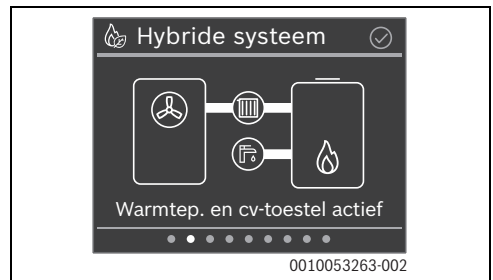 Hybride systeem
Warmtep. en cv-toestel actief
0010053263-002